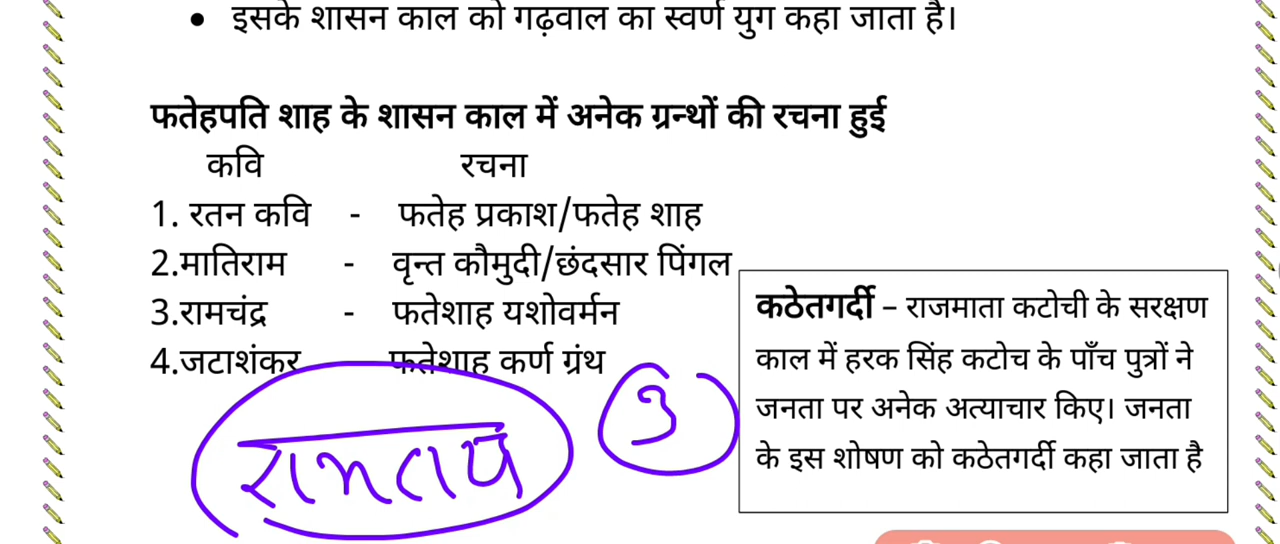 इसके शासन काल को गढ़वाल का स्वर्ण युग कहा जाता है।
फतेहपति शाह के शासन काल में अनेक ग्रन्थों की रचना हुई
कवि रचना
1. रतन कवि - फतेह प्रकाश/फतेह शाह
2.मातिराम - वृन्त कौमुदी/छंदसार पिंगल
3.रामचंद्र - फतेशाह यशोवर्मन
4.जटाशंकर फतेशाह कर्ण ग्रंथ
3
कठेतगर्दी – राजमाता कटोची के सरक्षण
काल में हरक सिंह कटोच के पाँच पुत्रों ने
जनता पर अनेक अत्याचार किए। जनता
के इस शोषण को कठेतगर्दी कहा जाता है